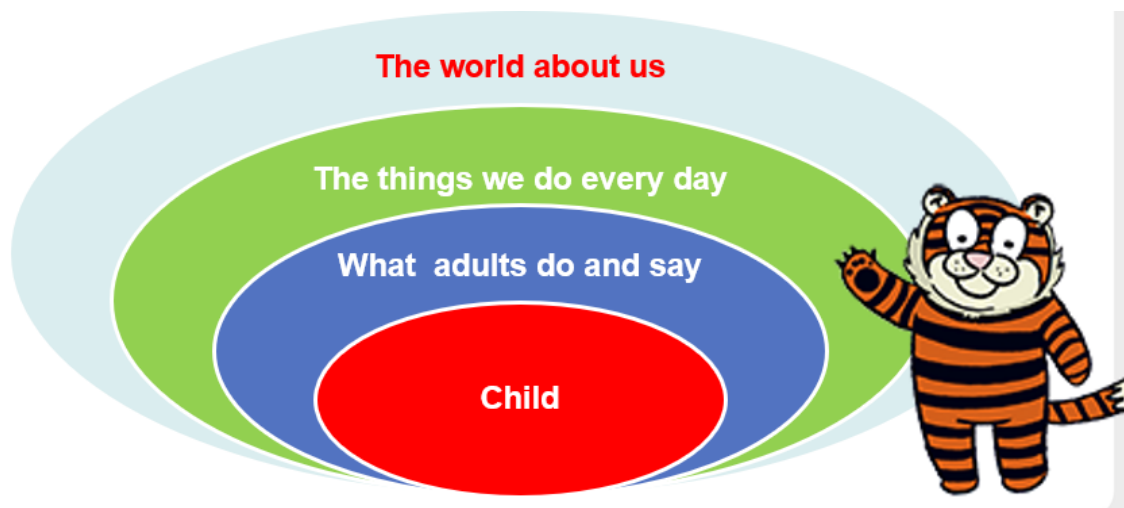 The world about us
The things we do every day
What  adults do and say
Child